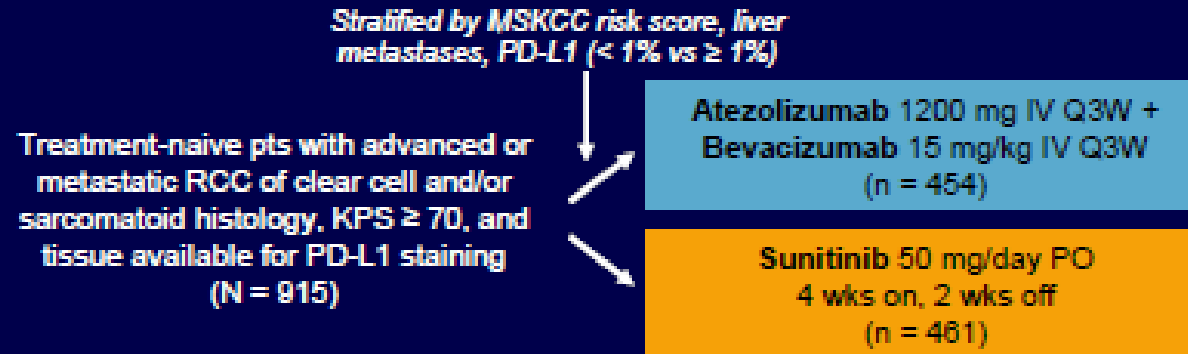 Stratified by MSKCC risk score, liver
metastases, PD-L1 (< 1% vs ≥ 1%)
Treatment-naive pts with advanced or
metastatic RCC of clear cell and/or
sarcomatoid histology, KPS ≥ 70, and
tissue available for PD-L1 staining
(N = 915)
Atezolizumab 1200 mg IV Q3W +
Bevacizumab 15 mg/kg IV Q3W
(n = 454)
Sunitinib 50 mg/day PO
4 wks on, 2 wks off
(n = 461)